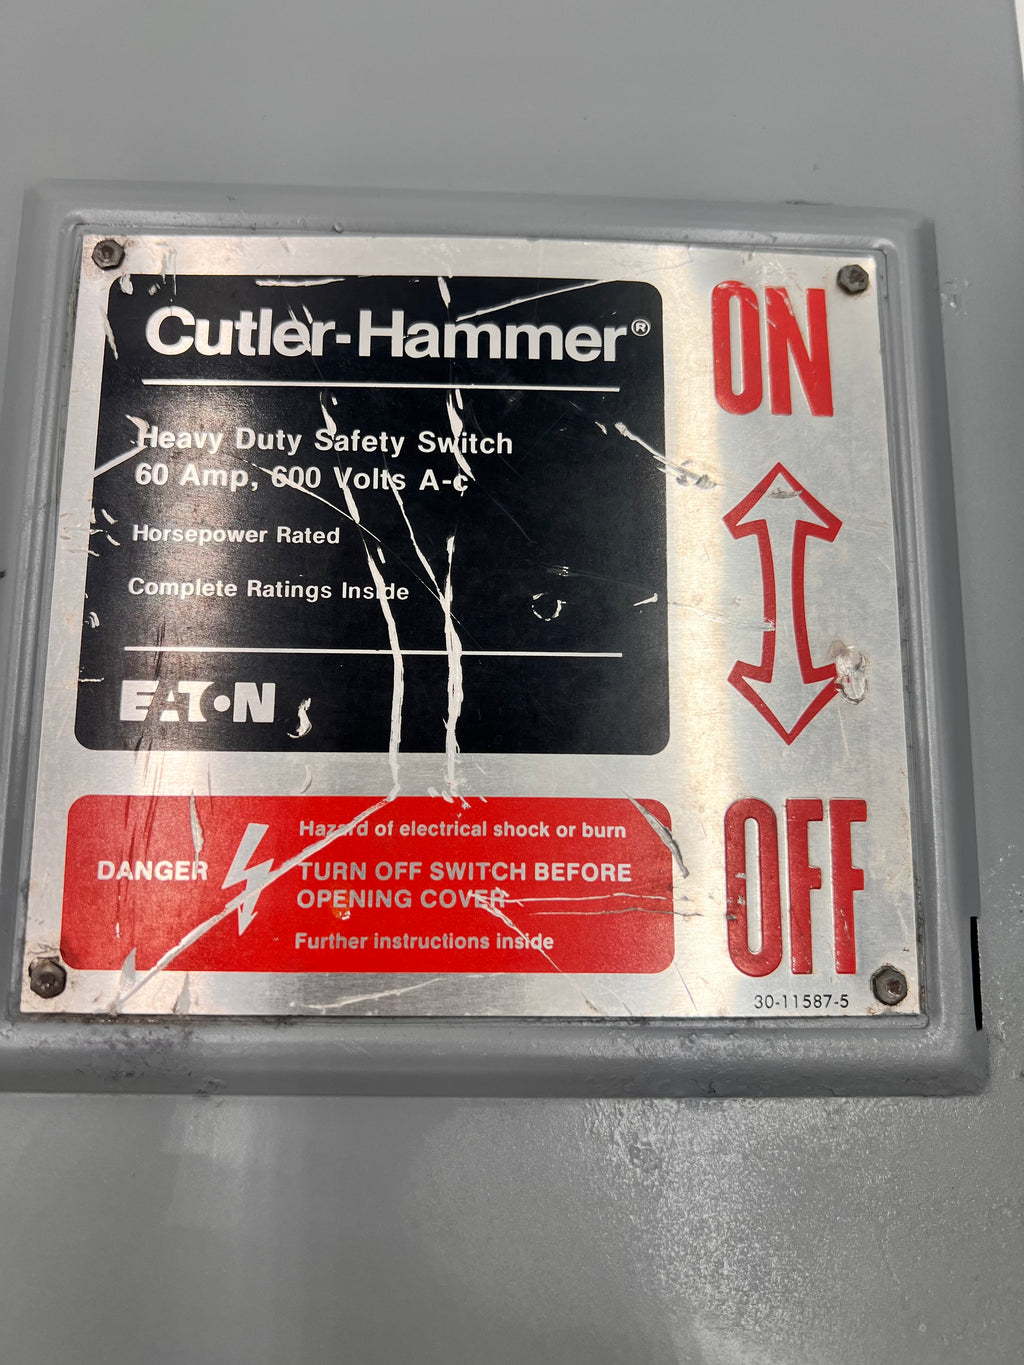 Cutler-Hammer®
Heavy Duty Safety Switch
60 Amp, 600 Volts A-c
Horsepower Rated
Complete Ratings Inside
EATON
DANGER
Hazard of electrical shock or burn
TURN OFF SWITCH BEFORE
OPENING COVER
Further instructions inside
ON
OFF
30-11587-5